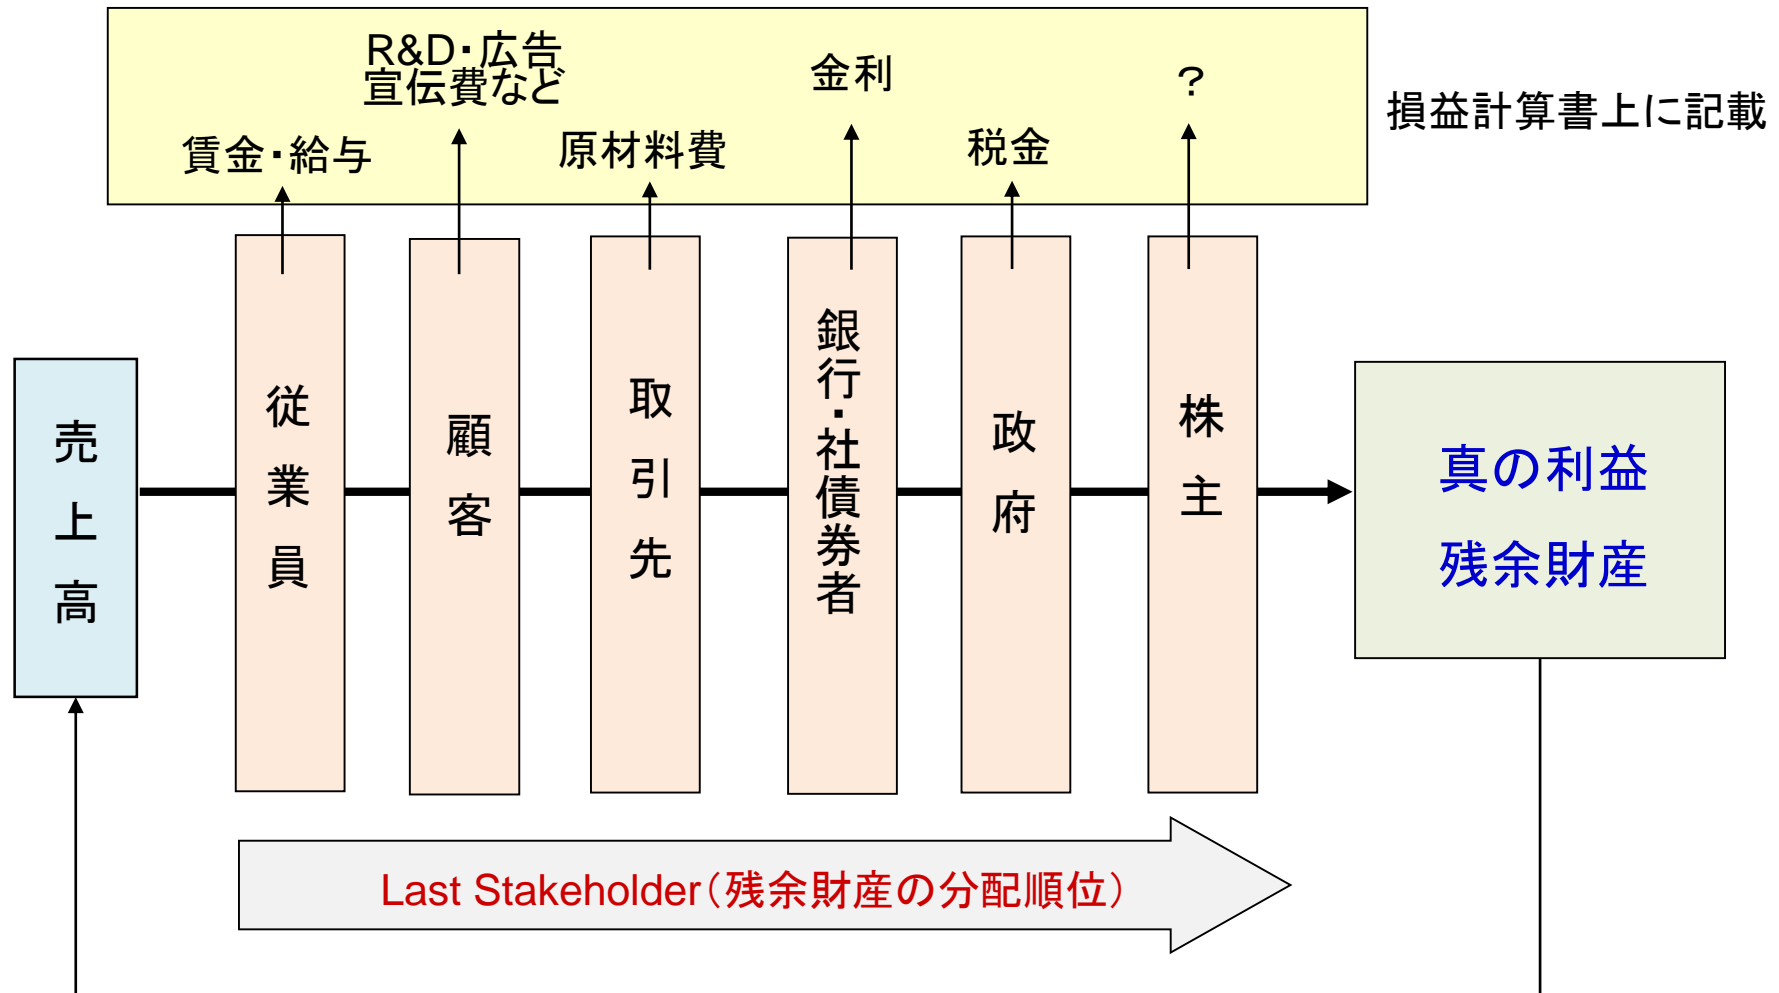 R&D・広告
宣伝費など
金利
？
損益計算書上に記載
賃金・給与
原材料費
税金
売上高
従業員
顧客
取引先
銀行・社債券者
政府
株主
真の利益
残余財産
Last Stakeholder（残余財産の分配順位）